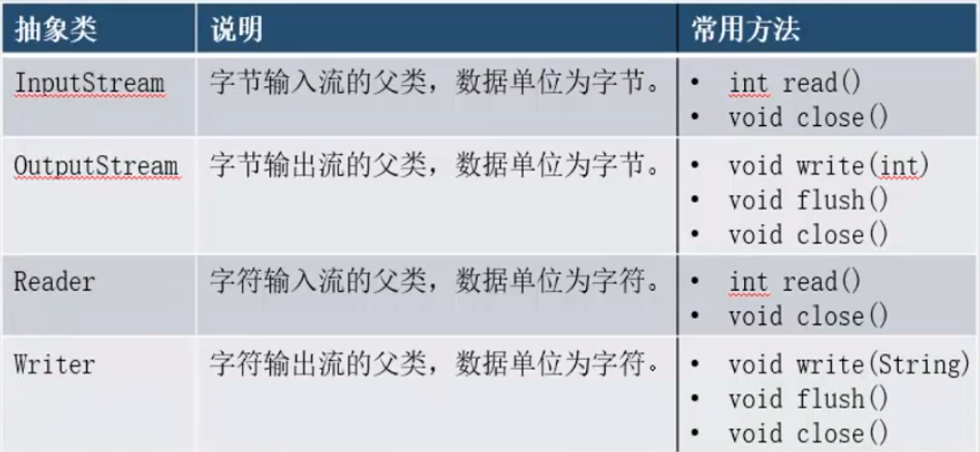 抽象类 说明 常用方法
InputStream 字节输入流的父类，数据单位为字节。 • int read()
• void close()
OutputStream 字节输出流的父类，数据单位为字节。 • void write(int)
• void flush()
• void close()
Reader 字符输入流的父类，数据单位为字符。 • int read()
• void close()
Writer 字符输出流的父类，数据单位为字符。 • void write(String)
• void flush()
• void close()